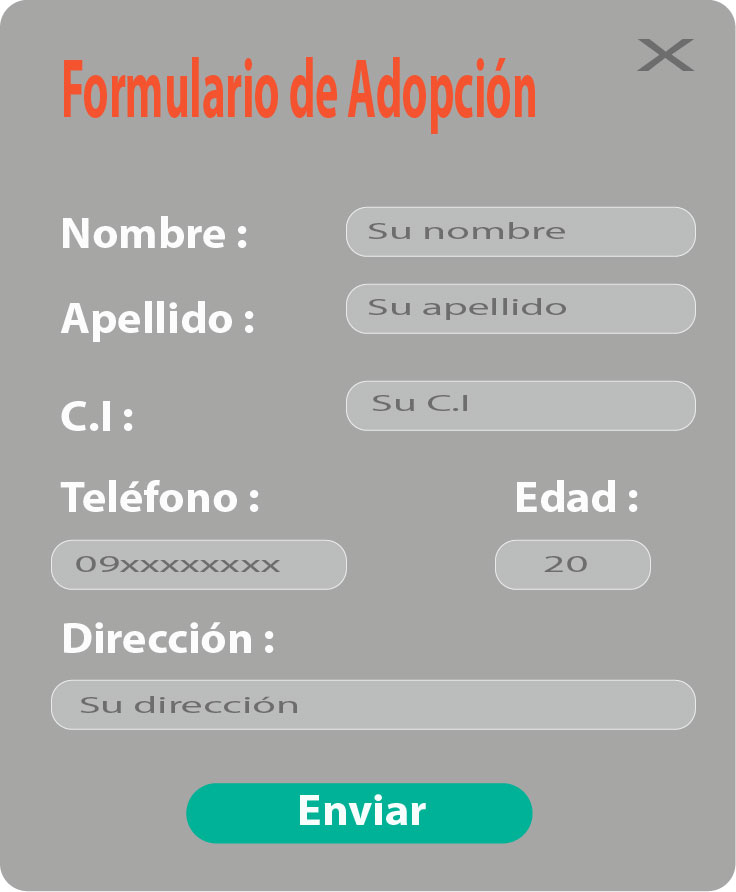 Formulario de Adopción
X
Nombre :
Su nombre
Apellido :
Su apellido
C.I :
Su C.I
Teléfono :
Edad :
09xxxxxxxx
20
Dirección :
Su dirección
Enviar